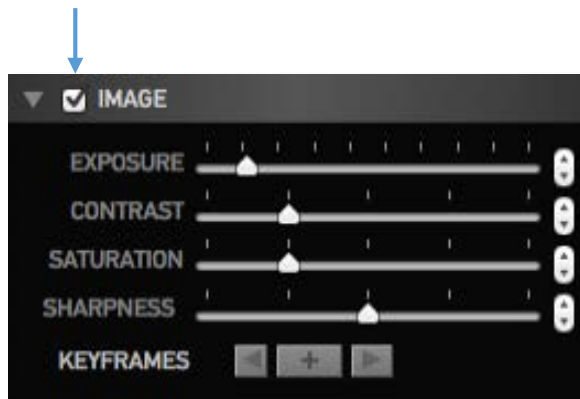 IMAGE
EXPOSURE
CONTRAST
SATURATION
SHARPNESS
KEYFRAMES